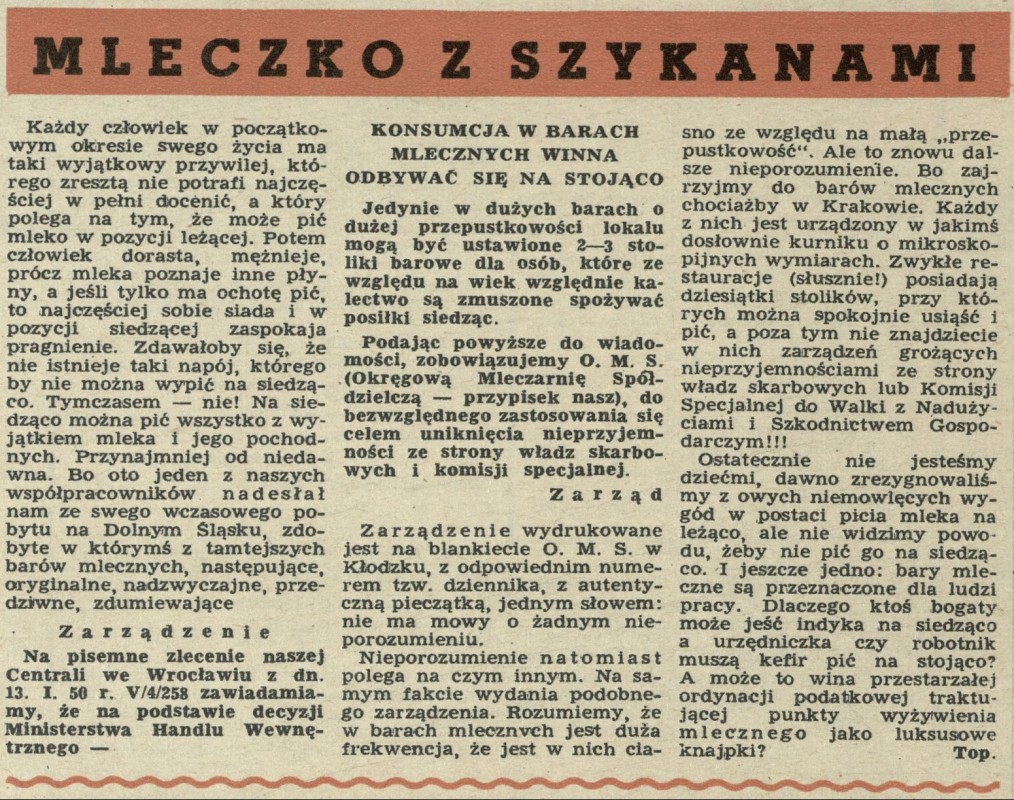 MLECZKO Z SZYKANAMI
Każdy człowiek w początko-
wym okresie swego życia ma
taki wyjątkowy przywilej, któ-
rego zresztą nie potrafi najczę-
ściej w pełni docenić, a który
polega na tym, że może pić
mleko w pozycji leżącej. Potem
człowiek dorasta, mężnieje,
prócz mleka poznaje inne pły-
ny, a jeśli tylko ma ochotę pić,
to najczęściej sobie siada i w
pozycji siedzącej zaspokaja
pragnienie. Zdawałoby się, że
nie istnieje taki napój, którego
by nie można wypić na siedzą-
co. Tymczasem — nie! Na sie-
dząco można pić wszystko z wy-
jątkiem mleka i jego pochod-
nych. Przynajmniej od nieda-
wna. Bo oto jeden z naszych
współpracowników nadesłał
nam ze swego wczasowego po-
bytu na Dolnym Śląsku, zdo-
byte w którymś z tamtejszych
barów mlecznych, następujące,
oryginalne, nadzwyczajne, prze-
dziwne, zdumiewające
Zarządzenie
Na pisemne zlecenie naszej
Centrali we Wrocławiu z dn.
13. I. 50 r. V/4/258 zawiadamia-
my, że na podstawie decyzji
Ministerstwa Handlu Wewnę-
trznego —
KONSUMCJA W BARACH
MLECZNYCH WINNA
ODBYWAĆ SIĘ NA STOJĄCO
Jedynie w dużych barach o
dużej przepustkowości lokalu
mogą być ustawione 2—3 sto-
liki barowe dla osób, które ze
względu na wiek względnie ka-
lectwo są zmuszone spożywać
posiłki siedząc.
Podając powyższe do wiado-
mości, zobowiązujemy O. M. S.
(Okręgową Mleczarnię Spół-
dzielczą — przypisek nasz), do
bezwzględnego zastosowania się
celem uniknięcia nieprzyjem-
ności ze strony władz skarbo-
wych i komisji specjalnej.
Zarząd
Zarządzenie wydrukowane
jest na blankiecie O. M. S. w
Kłodzku, z odpowiednim nume-
rem tzw. dziennika, z autenty-
czną pieczątką, jednym słowem:
nie ma mowy o żadnym nie-
porozumieniu.
Nieporozumienie natomiast
polega na czym innym. Na sa-
mym fakcie wydania podobne-
go zarządzenia. Rozumiemy, że
w barach mlecznych jest duża
frekwencja, że jest w nich cia-
sno ze względu na małą „prze-
pustkowość“. Ale to znowu dal-
sze nieporozumienie. Bo zaj-
rzyjmy do barów mlecznych
chociażby w Krakowie. Każdy
z nich jest urządzony w jakimś
dosłownie kurniku o mikrosko-
pijnych wymiarach. Zwykłe re-
stauracje (słusznie!) posiadają
dziesiątki stolików, przy któ-
rych można spokojnie usiąść i
pić, a poza tym nie znajdziecie
w nich zarządzeń grożących
nieprzyjemnościami ze strony
władz skarbowych lub Komisji
Specjalnej do Walki z Naduży-
ciami i Szkodnictwem Gospo-
darczym!!!
Ostatecznie nie jesteśmy
dziećmi, dawno zrezygnowaliś-
my z owych niemowlęcych wy-
gód w postaci picia mleka na
leżąco, ale nie widzimy powo-
du, żeby nie pić go na siedzą-
co. I jeszcze jedno: bary mle-
czne są przeznaczone dla ludzi
pracy. Dlaczego ktoś bogaty
może jeść indyka na siedząco
a urzędniczka czy robotnik
muszą kefir pić na stojąco?
A może to wina przestarzałej
ordynacji podatkowej traktu-
jącej punkty wyżywienia
mlecznego jako luksusowe
knajpki? Top.